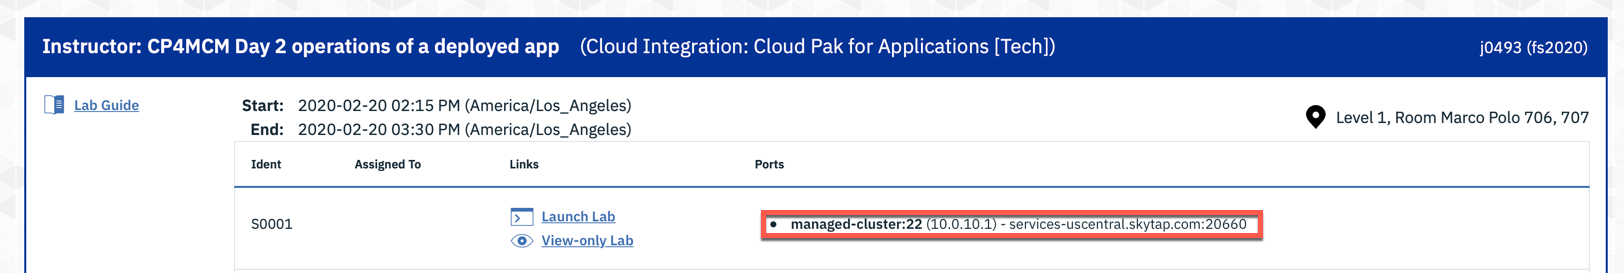 Instructor: CP4MCM Day 2 operations of a deployed app (Cloud Integration: Cloud Pak for Applications [Tech]) j0493 (fs2020)
Lab Guide
Start: 2020-02-20 02:15 PM (America/Los_Angeles)
End: 2020-02-20 03:30 PM (America/Los_Angeles)
Level 1, Room Marco Polo 706, 707
Ident Assigned To Links Ports
S0001
Launch Lab
View-only Lab
managed-cluster:22 (10.0.10.1) - services-uscentral.skytap.com:20660